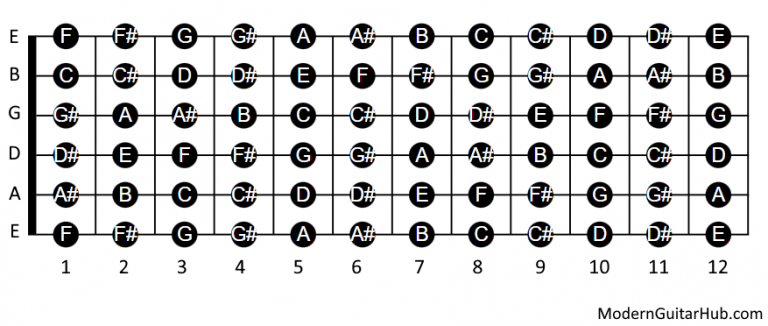 E F F# G G# A A# B C C# D D# E
B C C# D D# E F F# G G# A A# B
G G# A A# B C C# D D# E F F# G
D D# E F F# G G# A A# B C C# D
A A# B C C# D D# E F F# G G# A
E F F# G G# A A# B C C# D D# E
1 2 3 4 5 6 7 8 9 10 11 12
ModernGuitarHub.com